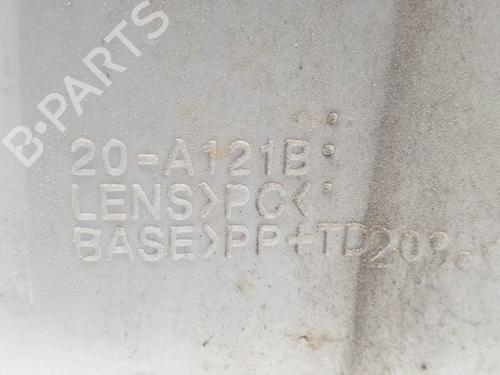 B-PARTS
20-A121B
LENS>PC<
BASE>PP+TD20%